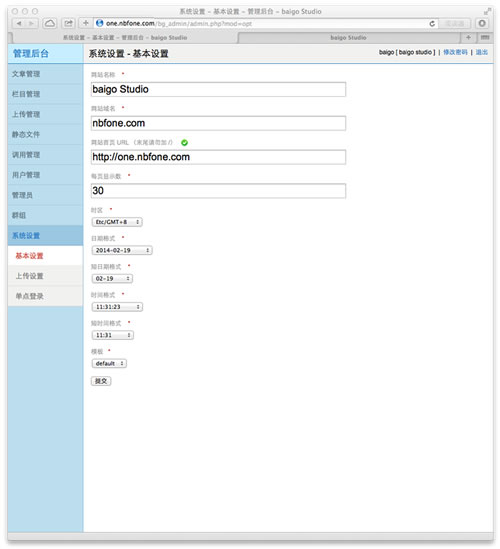 系统设置 – 基本设置 – 管理后台 – baigo Studio
one.nbfone.com/bg_admin/admin.php?mod=opt
阅读器
系统设置 – 基本设置 – 管理后台 – baigo Studio
baigo Studio
管理后台
系统设置 - 基本设置
baigo [ baigo studio ] | 修改密码 | 退出
文章管理
栏目管理
上传管理
静态文件
调用管理
用户管理
管理员
群组
系统设置
基本设置
上传设置
单点登录
网站名称 *
baigo Studio
网站域名 *
nbfone.com
网站首页 URL（末尾请勿加 /）
http://one.nbfone.com
每页显示数 *
30
时区 *
Etc/GMT+8
日期格式 *
2014-02-19
短日期格式 *
02-19
时间格式 *
11:31:23
短时间格式 *
11:31
模板 *
default
提交